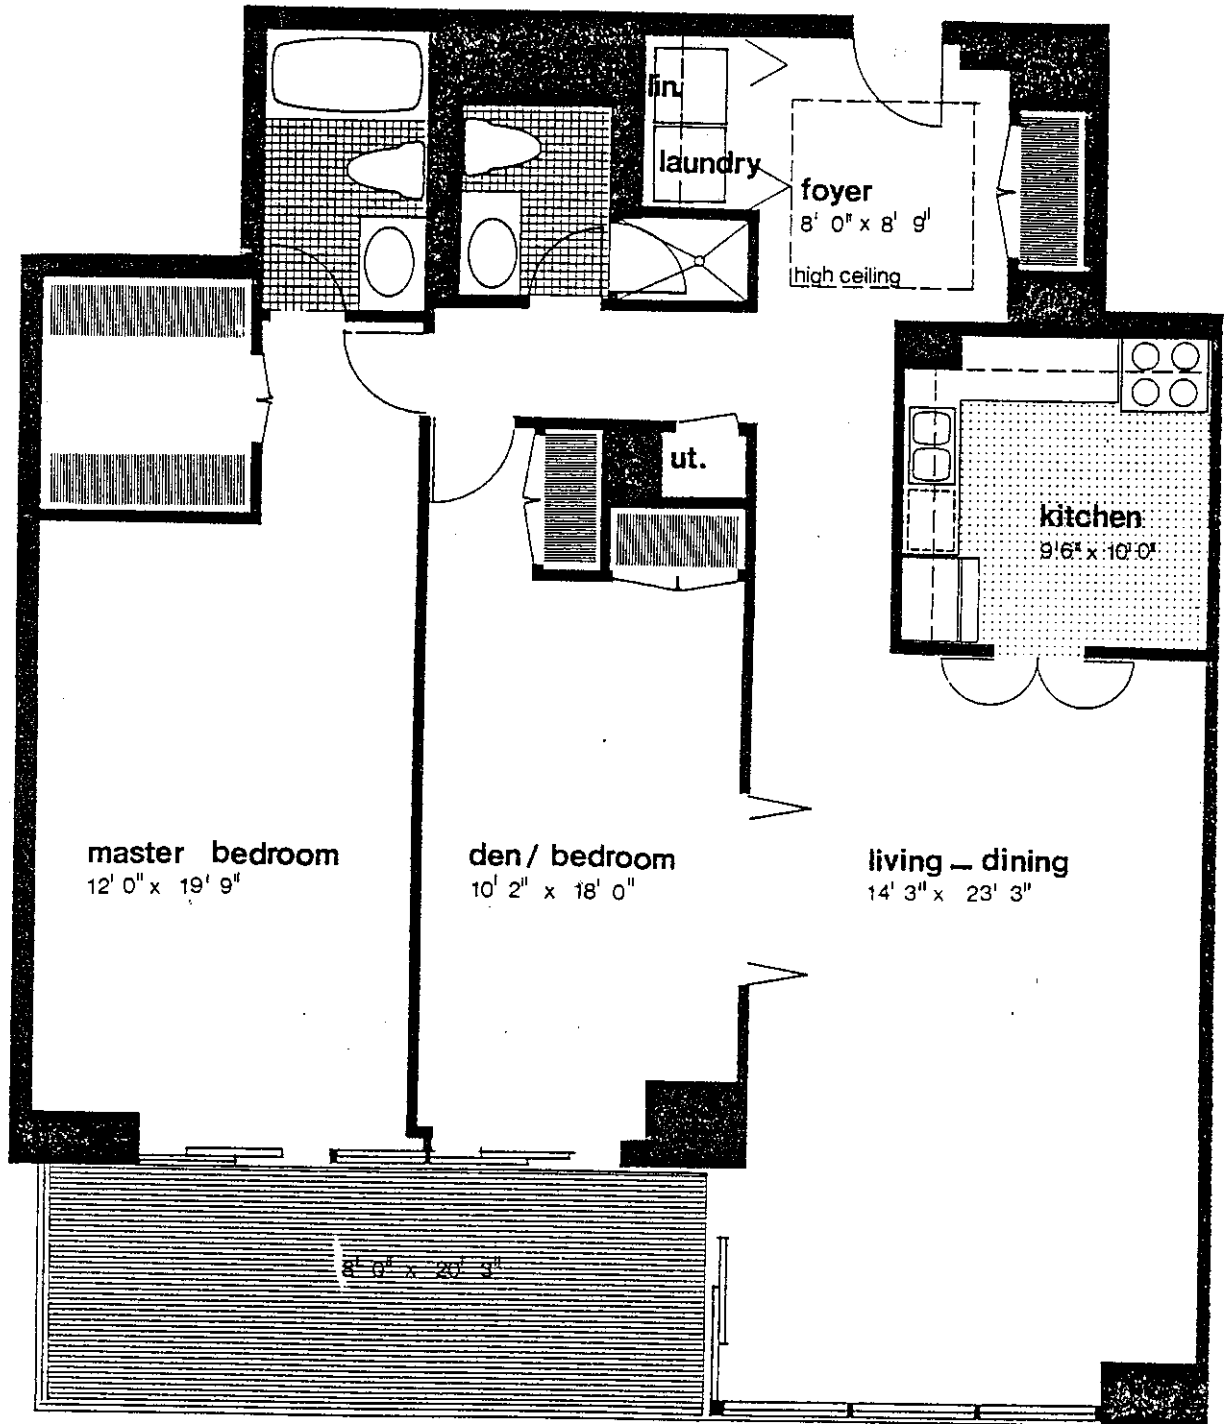 lin.
laundry
foyer
8' 0" x 8' 9"
high ceiling
ut.
kitchen
9'6" x 10'0"
master bedroom
12' 0" x 19' 9"
den / bedroom
10' 2" x 18' 0"
living – dining
14' 3" x 23' 3"
8' 0" x 20' 3"